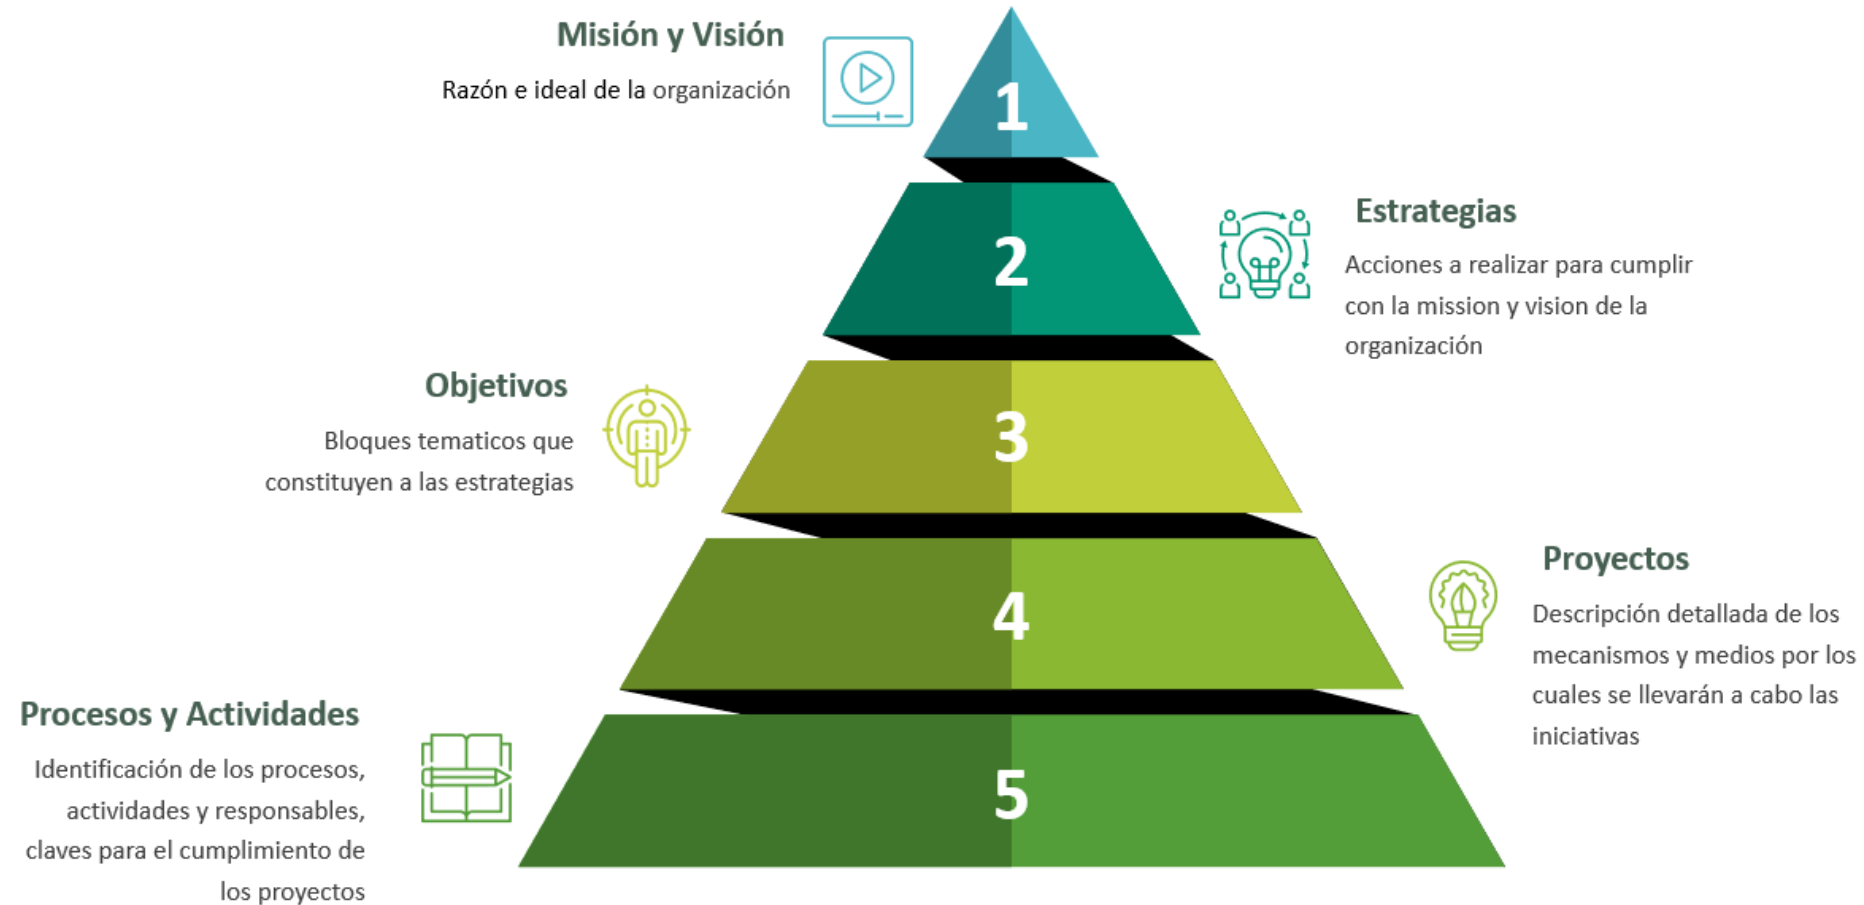 Misión y Visión
Razón e ideal de la organización
1
2
Estrategias
Acciones a realizar para cumplir
con la mission y vision de la
organización
Objetivos
Bloques tematicos que
constituyen a las estrategias
3
4
Proyectos
Descripción detallada de los
mecanismos y medios por los
cuales se llevarán a cabo las
iniciativas
Procesos y Actividades
Identificación de los procesos,
actividades y responsables,
claves para el cumplimiento de
los proyectos
5